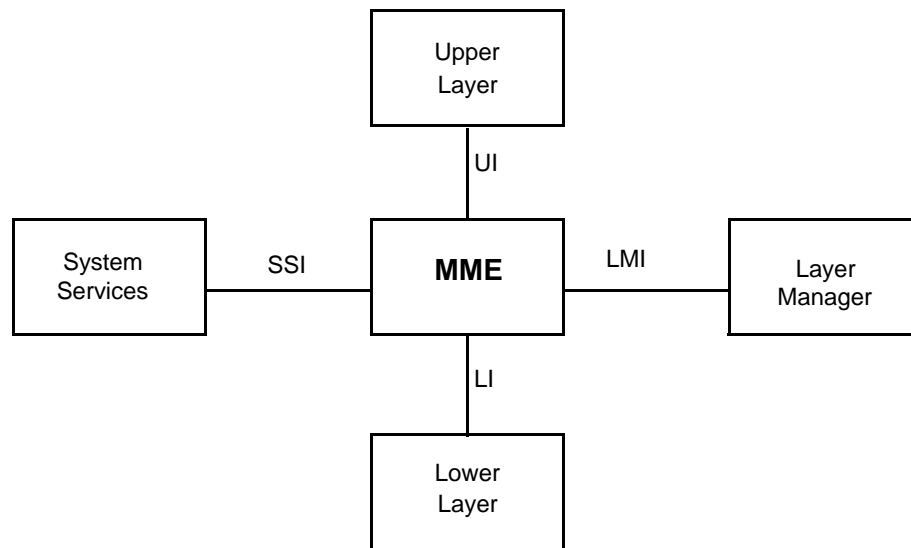 Upper
Layer
UI
System
Services
SSI
MME
LMI
Layer
Manager
LI
Lower
Layer